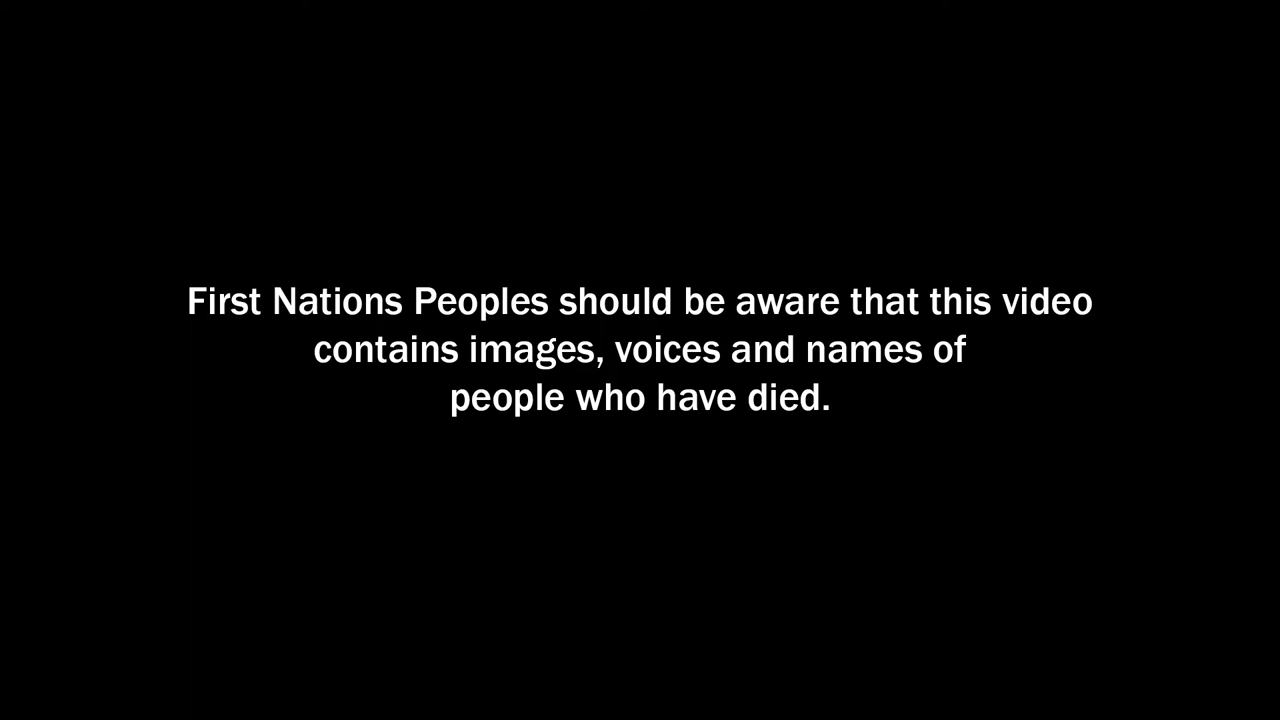 First Nations Peoples should be aware that this video
contains images, voices and names of
people who have died.